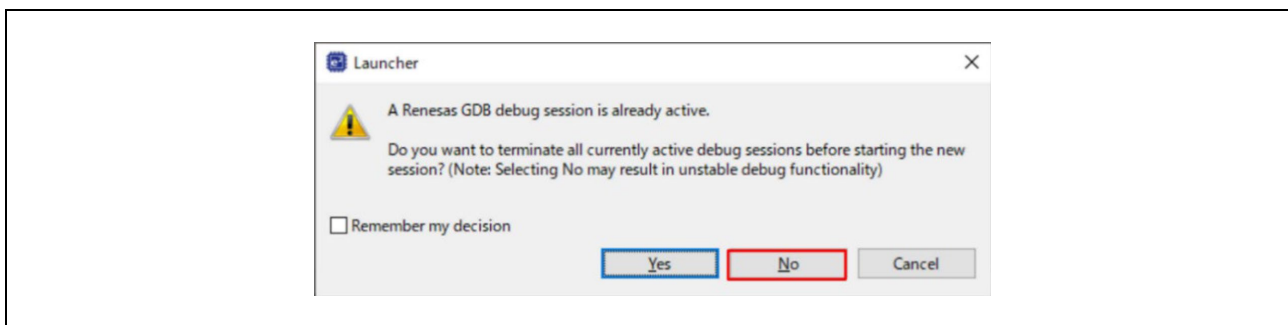 Launcher
A Renesas GDB debug session is already active.
Do you want to terminate all currently active debug sessions before starting the new
session? (Note: Selecting No may result in unstable debug functionality)
Remember my decision
Yes No Cancel